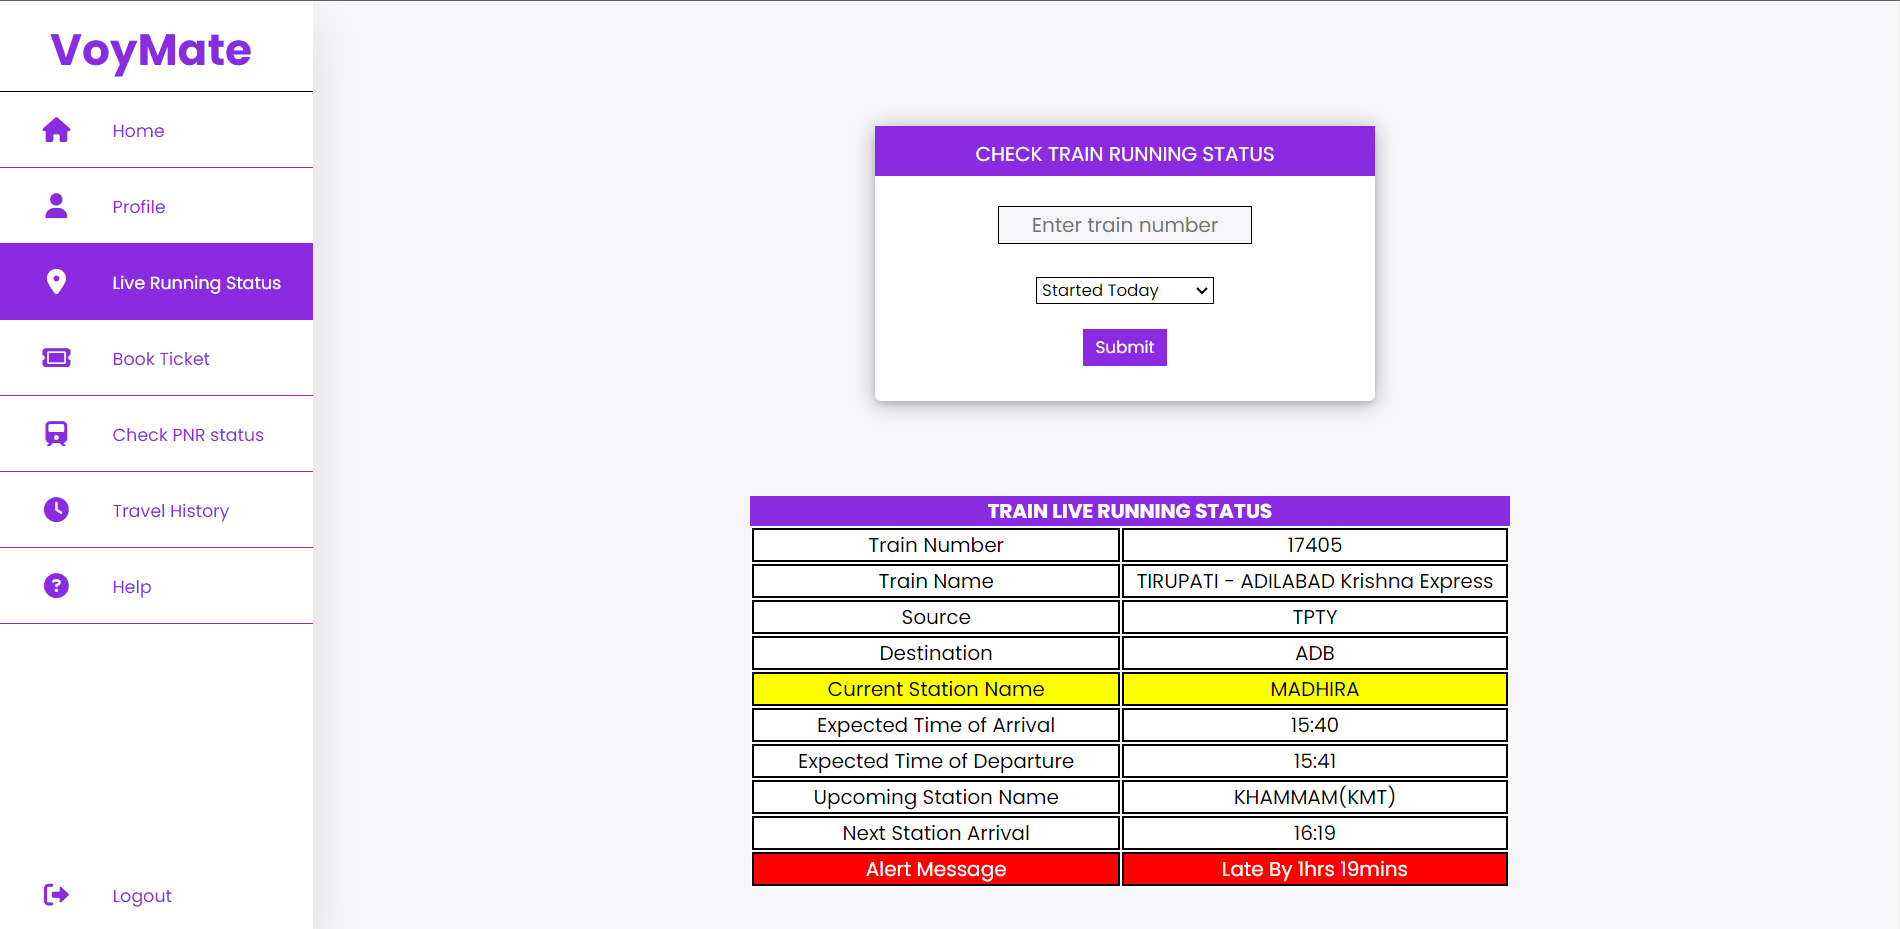 VoyMate
Home
Profile
Live Running Status
Book Ticket
Check PNR status
Travel History
Help
Logout
CHECK TRAIN RUNNING STATUS
Enter train number
Started Today
Submit
TRAIN LIVE RUNNING STATUS
Train Number 17405
Train Name TIRUPATI - ADILABAD Krishna Express
Source TPTY
Destination ADB
Current Station Name MADHIRA
Expected Time of Arrival 15:40
Expected Time of Departure 15:41
Upcoming Station Name KHAMMAM(KMT)
Next Station Arrival 16:19
Alert Message Late By 1hrs 19mins